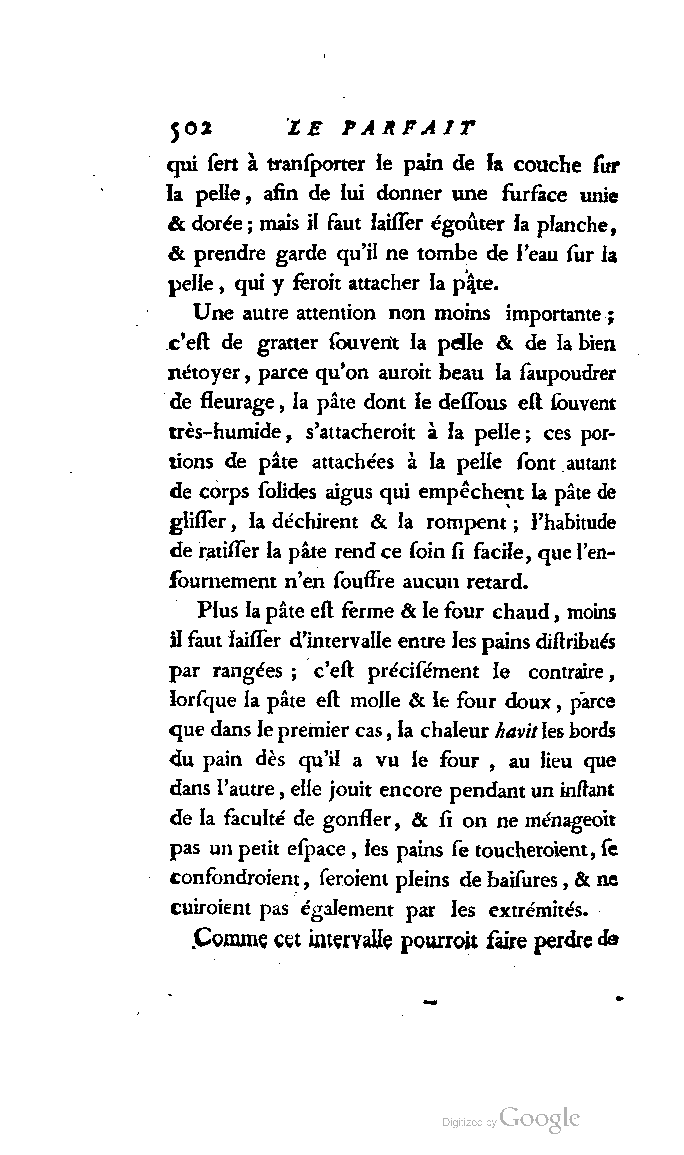 502 LE PARFAIT
qui ſert à tranſporter le pain de la couche ſur
la pelle, afin de lui donner une ſurface unie
& dorée; mais il faut laiſſer égoûter la planche,
& prendre garde qu'il ne tombe de l'eau ſur la
pelle, qui y feroit attacher la pâte.
Une autre attention non moins importante;
c'eſt de gratter ſouvent la pelle & de la bien
nétoyer, parce qu'on auroit beau la ſaupoudrer
de fleurage, la pâte dont le deſſous eſt ſouvent
très-humide, s'attacheroit à la pelle; ces por-
tions de pâte attachées à la pelle ſont autant
de corps ſolides aigus qui empêchent la pâte de
gliſſer, la déchirent & la rompent; l'habitude
de ratiſſer la pâte rend ce ſoin ſi facile, que l'en-
fournement n'en ſouffre aucun retard.
Plus la pâte eſt ferme & le four chaud, moins
il faut laiſſer d'intervalle entre les pains diſtribués
par rangées; c'eſt préciſément le contraire,
lorſque la pâte eſt molle & le four doux, parce
que dans le premier cas, la chaleur havit les bords
du pain dès qu'il a vu le four, au lieu que
dans l'autre, elle jouit encore pendant un inſtant
de la faculté de gonfler, & ſi on ne ménageoit
pas un petit eſpace, les pains ſe toucheroient, ſe
confondroient, ſeroient pleins de baiſures, & ne
cuiroient pas également par les extrémités.
Comme cet intervalle pourroit faire perdre de
Digitized by Google